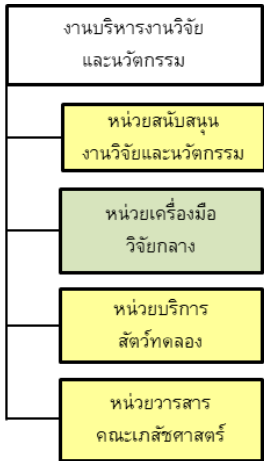 งานบริหารงานวิจัย
และนวัตกรรม
หน่วยสนับสนุน
งานวิจัยและนวัตกรรม
หน่วยเครื่องมือ
วิจัยกลาง
หน่วยบริการ
สัตว์ทดลอง
หน่วยวารสาร
คณะเภสัชศาสตร์